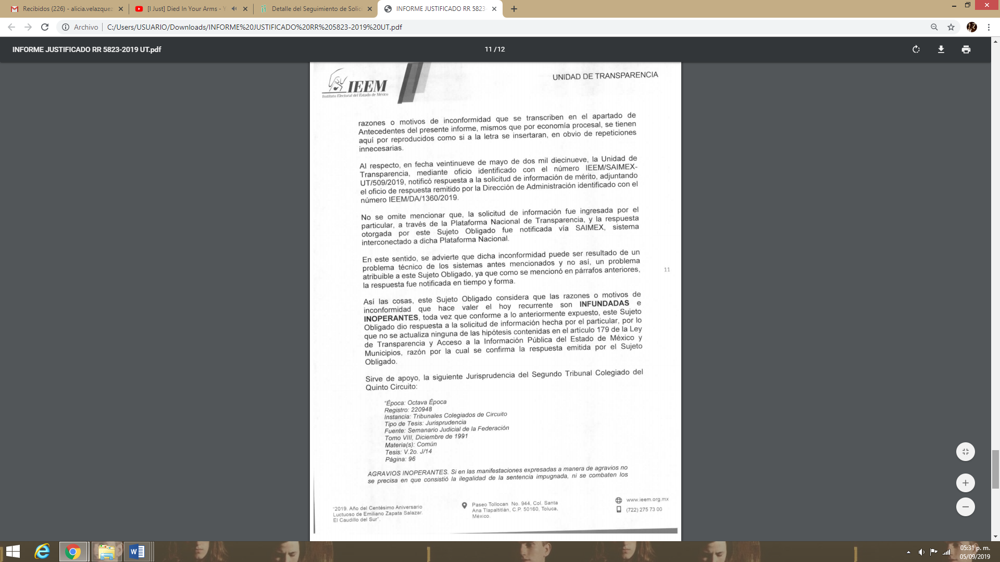 Recibidos (226) - alicia.velazquez
[I Just] Died In Your Arms - Y
Detalle del Seguimiento de Solic
INFORME JUSTIFICADO RR 5823-
Archivo
C:/Users/USUARIO/Downloads/INFORME%20JUSTIFICADO%20RR%205823-2019%20UT.pdf
INFORME JUSTIFICADO RR 5823-2019 UT.pdf
11 / 12
IEEM
Instituto Electoral del Estado de México
UNIDAD DE TRANSPARENCIA
razones o motivos de inconformidad que se transcriben en el apartado de
Antecedentes del presente informe, mismos que por economía procesal, se tienen
aquí por reproducidos como si a la letra se insertaran, en obvio de repeticiones
innecesarias.
Al respecto, en fecha veintinueve de mayo de dos mil diecinueve, la Unidad de
Transparencia, mediante oficio identificado con el número IEEM/SAIMEX-
UT/509/2019, notificó respuesta a la solicitud de información de mérito, adjuntando
el oficio de respuesta remitido por la Dirección de Administración identificado con el
número IEEM/DA/1360/2019.
No se omite mencionar que, la solicitud de información fue ingresada por el
particular, a través de la Plataforma Nacional de Transparencia, y la respuesta
otorgada por este Sujeto Obligado fue notificada vía SAIMEX, sistema
interconectado a dicha Plataforma Nacional.
En este sentido, se advierte que dicha inconformidad puede ser resultado de un
problema técnico de los sistemas antes mencionados y no así, un problema
atribuible a este Sujeto Obligado, ya que como se mencionó en párrafos anteriores,
la respuesta fue notificada en tiempo y forma.
11
Así las cosas, este Sujeto Obligado considera que las razones o motivos de
inconformidad que hace valer el hoy recurrente son INFUNDADAS e
INOPERANTES, toda vez que conforme a lo anteriormente expuesto, este Sujeto
Obligado dio respuesta a la solicitud de información hecha por el particular, por lo
que no se actualiza ninguna de las hipótesis contenidas en el artículo 179 de la Ley
de Transparencia y Acceso a la Información Pública del Estado de México y
Municipios, razón por la cual se confirma la respuesta emitida por el Sujeto
Obligado.
Sirve de apoyo, la siguiente Jurisprudencia del Segundo Tribunal Colegiado del
Quinto Circuito:
"Época: Octava Época
Registro: 220948
Instancia: Tribunales Colegiados de Circuito
Tipo de Tesis: Jurisprudencia
Fuente: Semanario Judicial de la Federación
Tomo VIII, Diciembre de 1991
Materia(s): Común
Tesis: V.2o. J/14
Página: 96
AGRAVIOS INOPERANTES. Si en las manifestaciones expresadas a manera de agravios no
se precisa en que consistió la ilegalidad de la sentencia impugnada, ni se combaten los
"2019. Año del Centésimo Aniversario
Luctuoso de Emiliano Zapata Salazar.
El Caudillo del Sur".
Paseo Tollocan No. 944, Col. Santa
Ana Tlapaltitlán, C.P. 50160, Toluca,
México.
www.ieem.org.mx
(722) 275 73 00
05:31 p. m.
05/09/2019